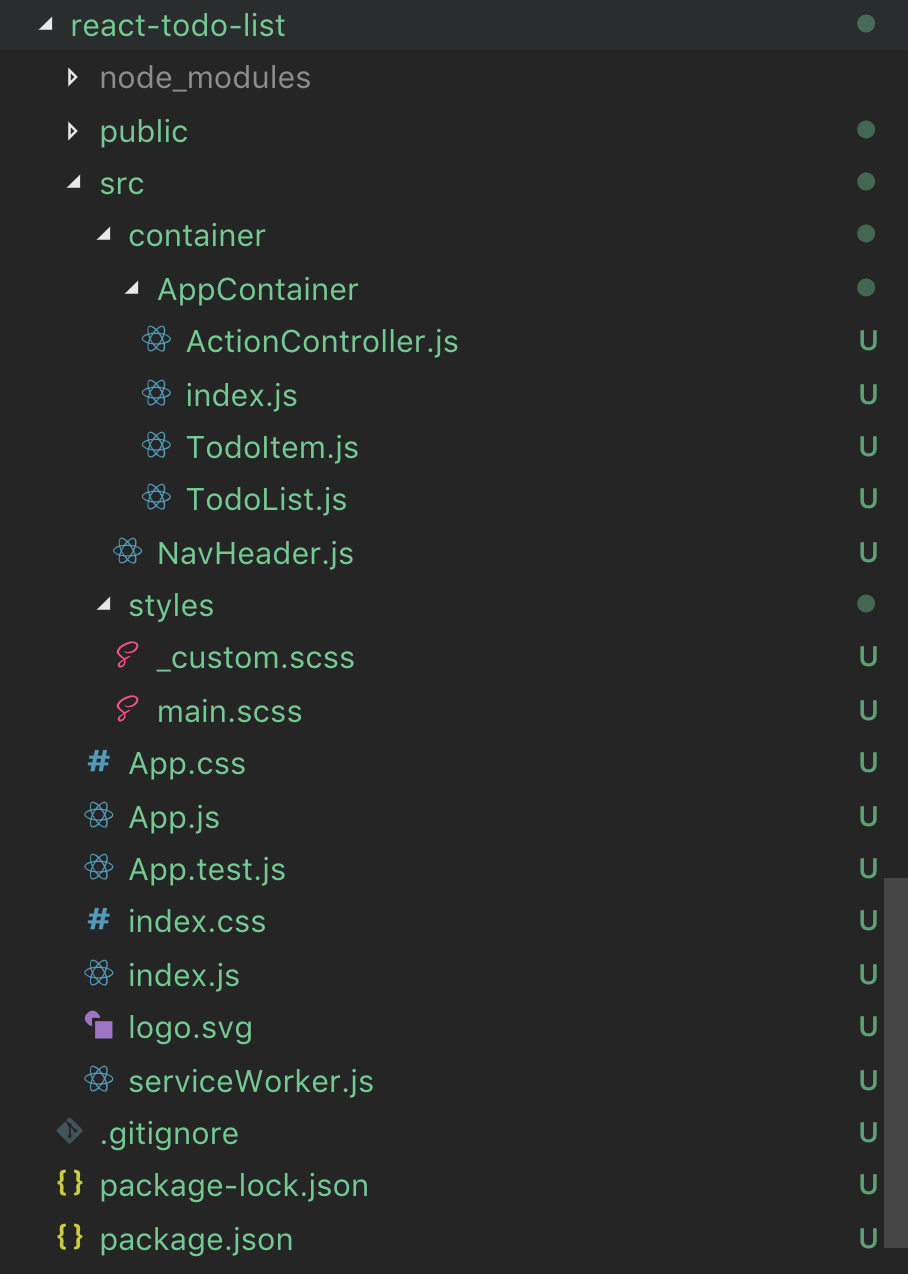 react-todo-list
node_modules
public
src
container
AppContainer
ActionController.js U
index.js U
TodoItem.js U
TodoList.js U
NavHeader.js U
styles
_custom.scss U
main.scss U
# App.css U
App.js U
App.test.js U
# index.css U
index.js U
logo.svg U
serviceWorker.js U
.gitignore U
{} package-lock.json U
{} package.json U